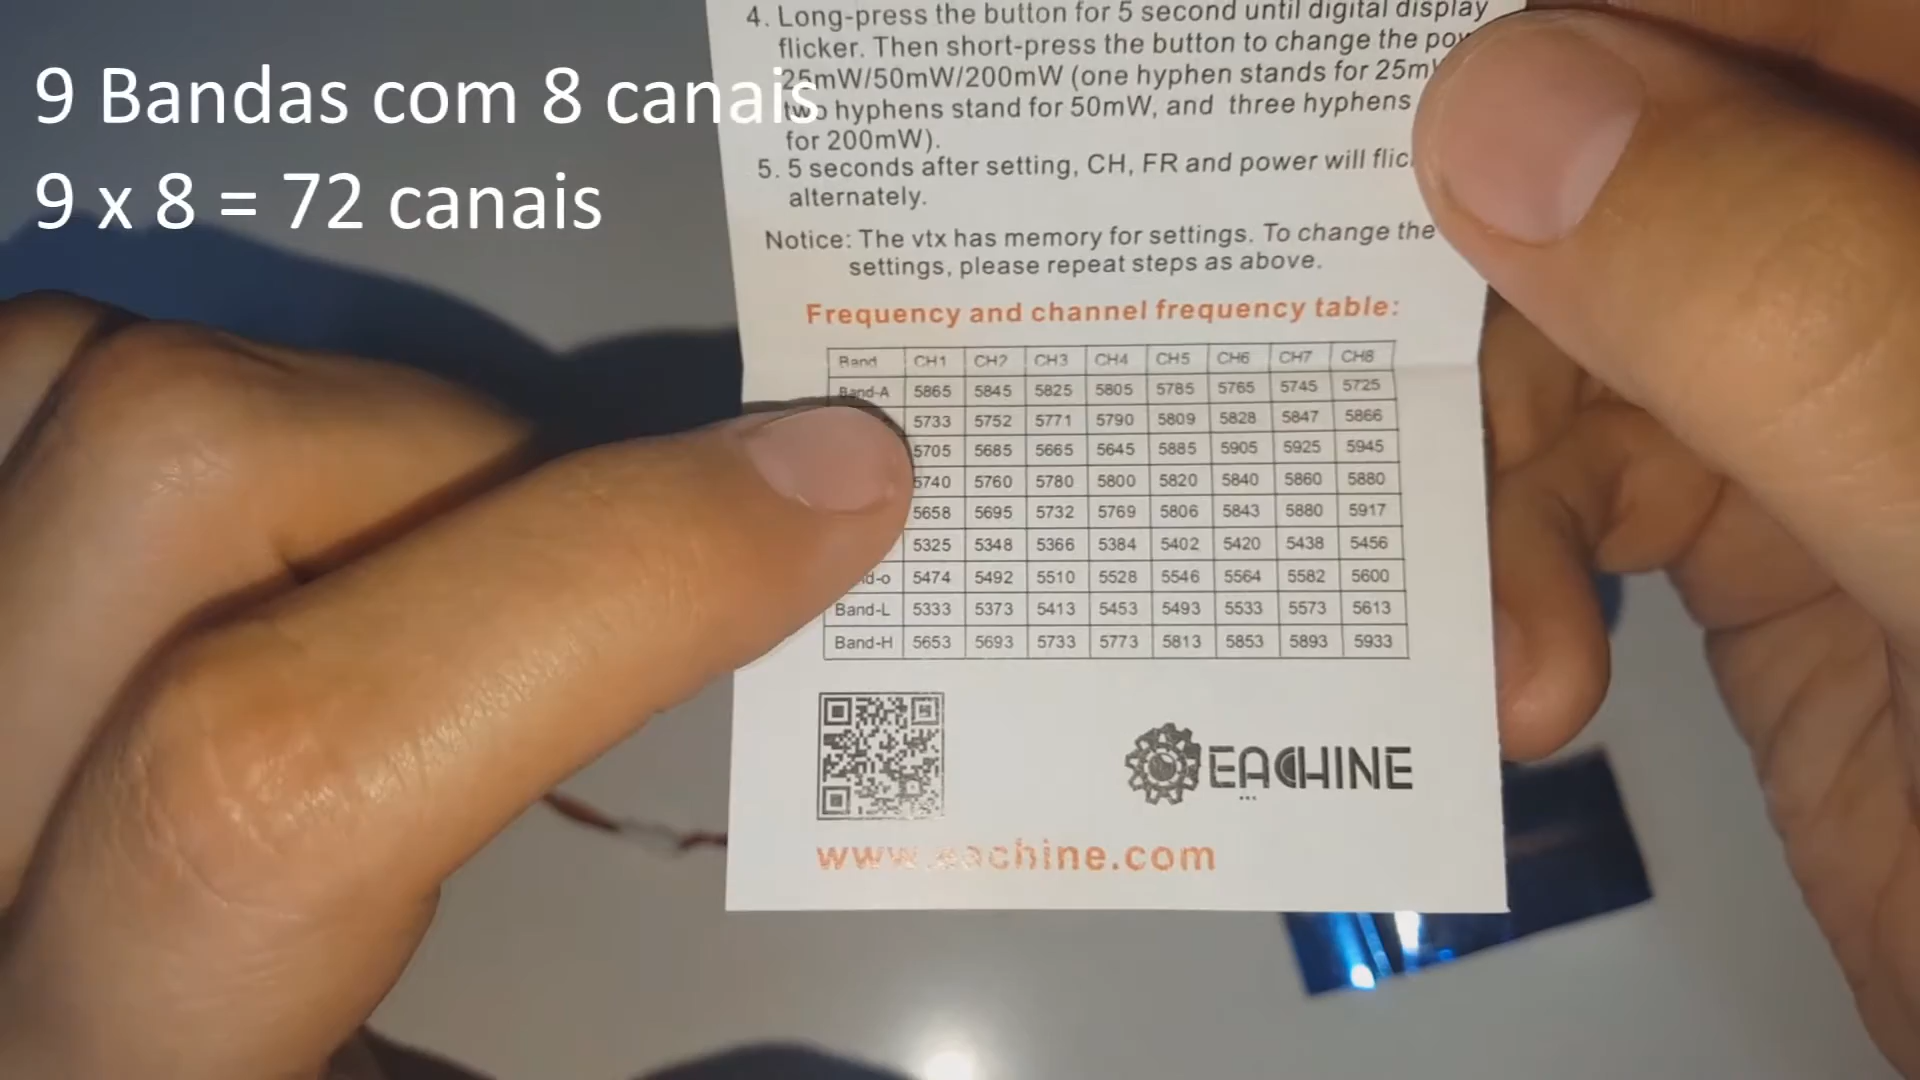 9 Bandas com 8 canais
9 x 8 = 72 canais
4. Long-press the button for 5 second until digital display
flicker. Then short-press the button to change the
25mW/50mW/200mW (one hyphen stands for
two hyphens stand for 50mW, and three hyphens
for 200mW).
5. 5 seconds after setting, CH, FR and power will
alternately.
Notice: The vtx has memory for settings. To change the
settings, please repeat steps as above.
Frequency and channel frequency table:
Band CH1 CH2 CH3 CH4 CH5 CH6 CH7 CH8
Band-A 5865 5845 5825 5805 5785 5765 5745 5725
5733 5752 5771 5790 5809 5828 5847 5866
5705 5685 5665 5645 5885 5905 5925 5945
5740 5760 5780 5800 5820 5840 5860 5880
5658 5695 5732 5769 5806 5843 5880 5917
5325 5348 5366 5384 5402 5420 5438 5456
5474 5492 5510 5528 5546 5564 5582 5600
Band-L 5333 5373 5413 5453 5493 5533 5573 5613
Band-H 5653 5693 5733 5773 5813 5853 5893 5933
EACHINE
www.eachine.com